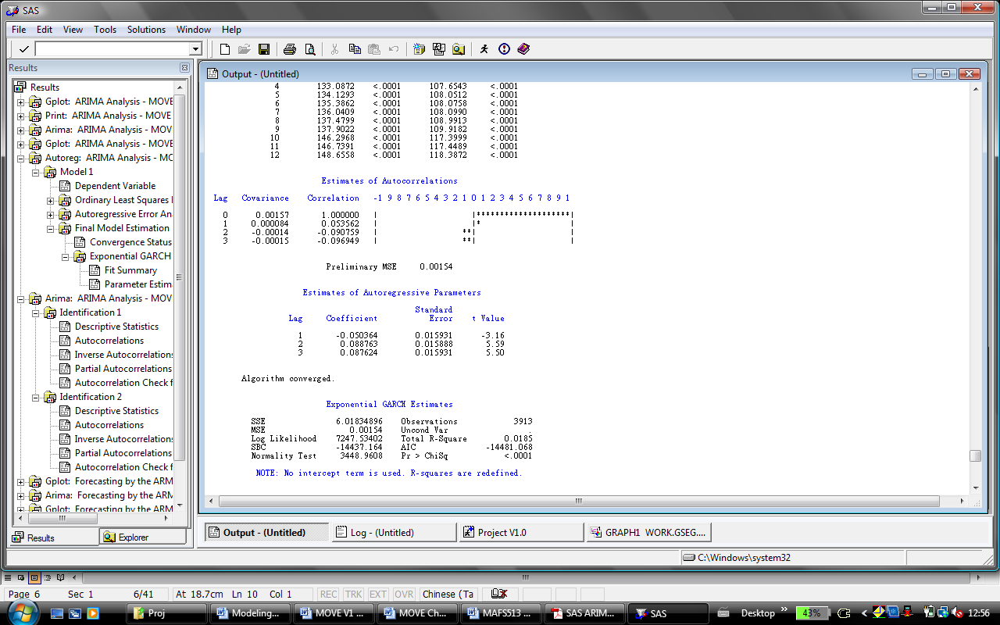 SAS
File Edit View Tools Solutions Window Help
Results
Results
Gplot: ARIMA Analysis - MOVE
Print: ARIMA Analysis - MOVE
Arima: ARIMA Analysis - MOV
Gplot: ARIMA Analysis - MOVE
Autoreg: ARIMA Analysis - MO
Model 1
Dependent Variable
Ordinary Least Squares
Autoregressive Error An
Final Model Estimation
Convergence Status
Exponential GARCH
Fit Summary
Parameter Estim
Arima: ARIMA Analysis - MOV
Identification 1
Descriptive Statistics
Autocorrelations
Inverse Autocorrelations
Partial Autocorrelations
Autocorrelation Check f
Identification 2
Descriptive Statistics
Autocorrelations
Inverse Autocorrelations
Partial Autocorrelations
Autocorrelation Check f
Gplot: Forecasting by the ARM
Arima: Forecasting by the ARM
Gplot: Forecasting by the ARM
Results Explorer
Output - (Untitled)
4 133.0872 <.0001 107.6543 <.0001
5 134.1293 <.0001 108.0512 <.0001
6 135.3862 <.0001 108.0758 <.0001
7 136.0409 <.0001 108.0990 <.0001
8 137.4799 <.0001 108.9913 <.0001
9 137.9022 <.0001 109.9182 <.0001
10 146.2968 <.0001 117.3999 <.0001
11 146.7391 <.0001 117.4489 <.0001
12 148.6558 <.0001 118.3872 <.0001
Estimates of Autocorrelations
Lag Covariance Correlation -1 9 8 7 6 5 4 3 2 1 0 1 2 3 4 5 6 7 8 9 1
0 0.00157 1.000000 | |********************|
1 0.000084 0.053562 | |* |
2 -0.00014 -0.090759 | **| |
3 -0.00015 -0.096949 | **| |
Preliminary MSE 0.00154
Estimates of Autoregressive Parameters
Standard
Lag Coefficient Error t Value
1 -0.050364 0.015931 -3.16
2 0.088763 0.015888 5.59
3 0.087624 0.015931 5.50
Algorithm converged.
Exponential GARCH Estimates
SSE 6.01834896 Observations 3913
MSE 0.00154 Uncond Var .
Log Likelihood 7247.53402 Total R-Square 0.0185
SBC -14437.164 AIC -14481.068
Normality Test 3448.9608 Pr > ChiSq <.0001
NOTE: No intercept term is used. R-squares are redefined.
Output - (Untitled) Log - (Untitled) Project V1.0 GRAPH1 WORK.GSEG....
C:\Windows\system32
Page 6 Sec 1 6/41 At 18.7cm Ln 10 Col 1 REC TRK EXT OVR Chinese (Ta
Proj Modeling... MOVE V1 ... MOVE Ch... MAFS513 ... SAS ARIM... SAS Desktop » 43% 12:56